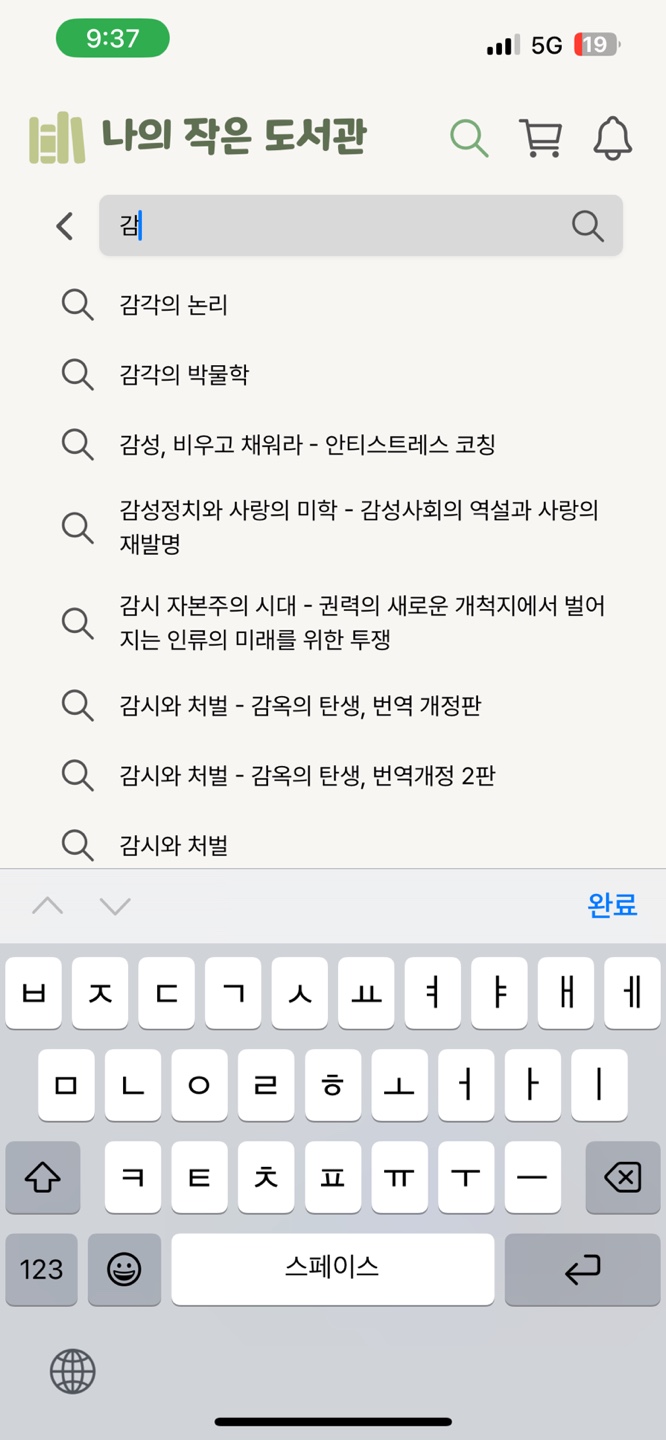 9:37
5G
19
나의 작은 도서관
감
감각의 논리
감각의 박물학
감성, 비우고 채워라 - 안티스트레스 코칭
감성정치와 사랑의 미학 - 감성사회의 역설과 사랑의
재발명
감시 자본주의 시대 - 권력의 새로운 개척지에서 벌어
지는 인류의 미래를 위한 투쟁
감시와 처벌 - 감옥의 탄생, 번역 개정판
감시와 처벌 - 감옥의 탄생, 번역개정 2판
감시와 처벌
완료
ㅂ ㅈ ㄷ ㄱ ㅅ ㅛ ㅕ ㅑ ㅐ ㅔ
ㅁ ㄴ ㅇ ㄹ ㅎ ㅗ ㅓ ㅏ ㅣ
ㅋ ㅌ ㅊ ㅍ ㅠ ㅜ ㅡ
123 스페이스